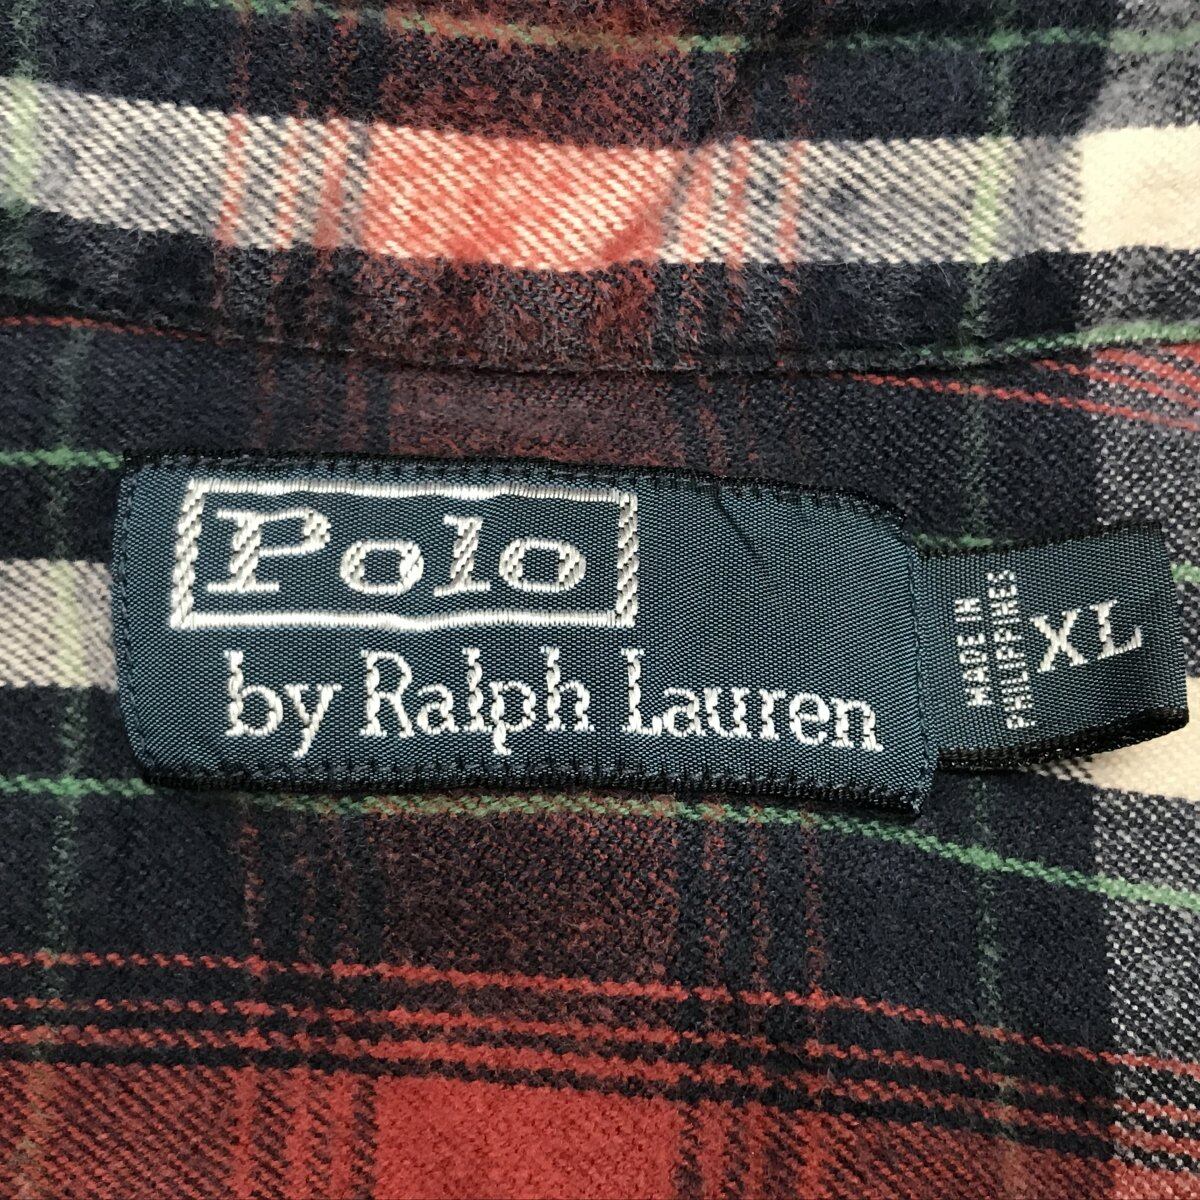 Polo
by Ralph Lauren
MADE IN
PHILIPPINES
XL